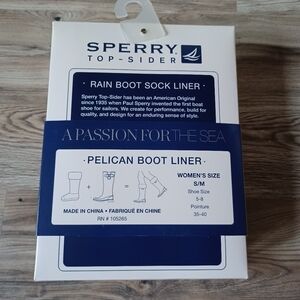 SPERRY
TOP-SIDER
· RAIN BOOT SOCK LINER ·
Sperry Top-Sider has been an American Original
since 1935 when Paul Sperry invented the first boat
shoe for sailors. We create for performance, build for
quality, and design for an enduring sense of style.
A PASSION FOR THE SEA
· PELICAN BOOT LINER ·
WOMEN'S SIZE
S/M
Shoe Size
5-8
Pointure
35-40
MADE IN CHINA • FABRIQUÉ EN CHINE
RN # 105265